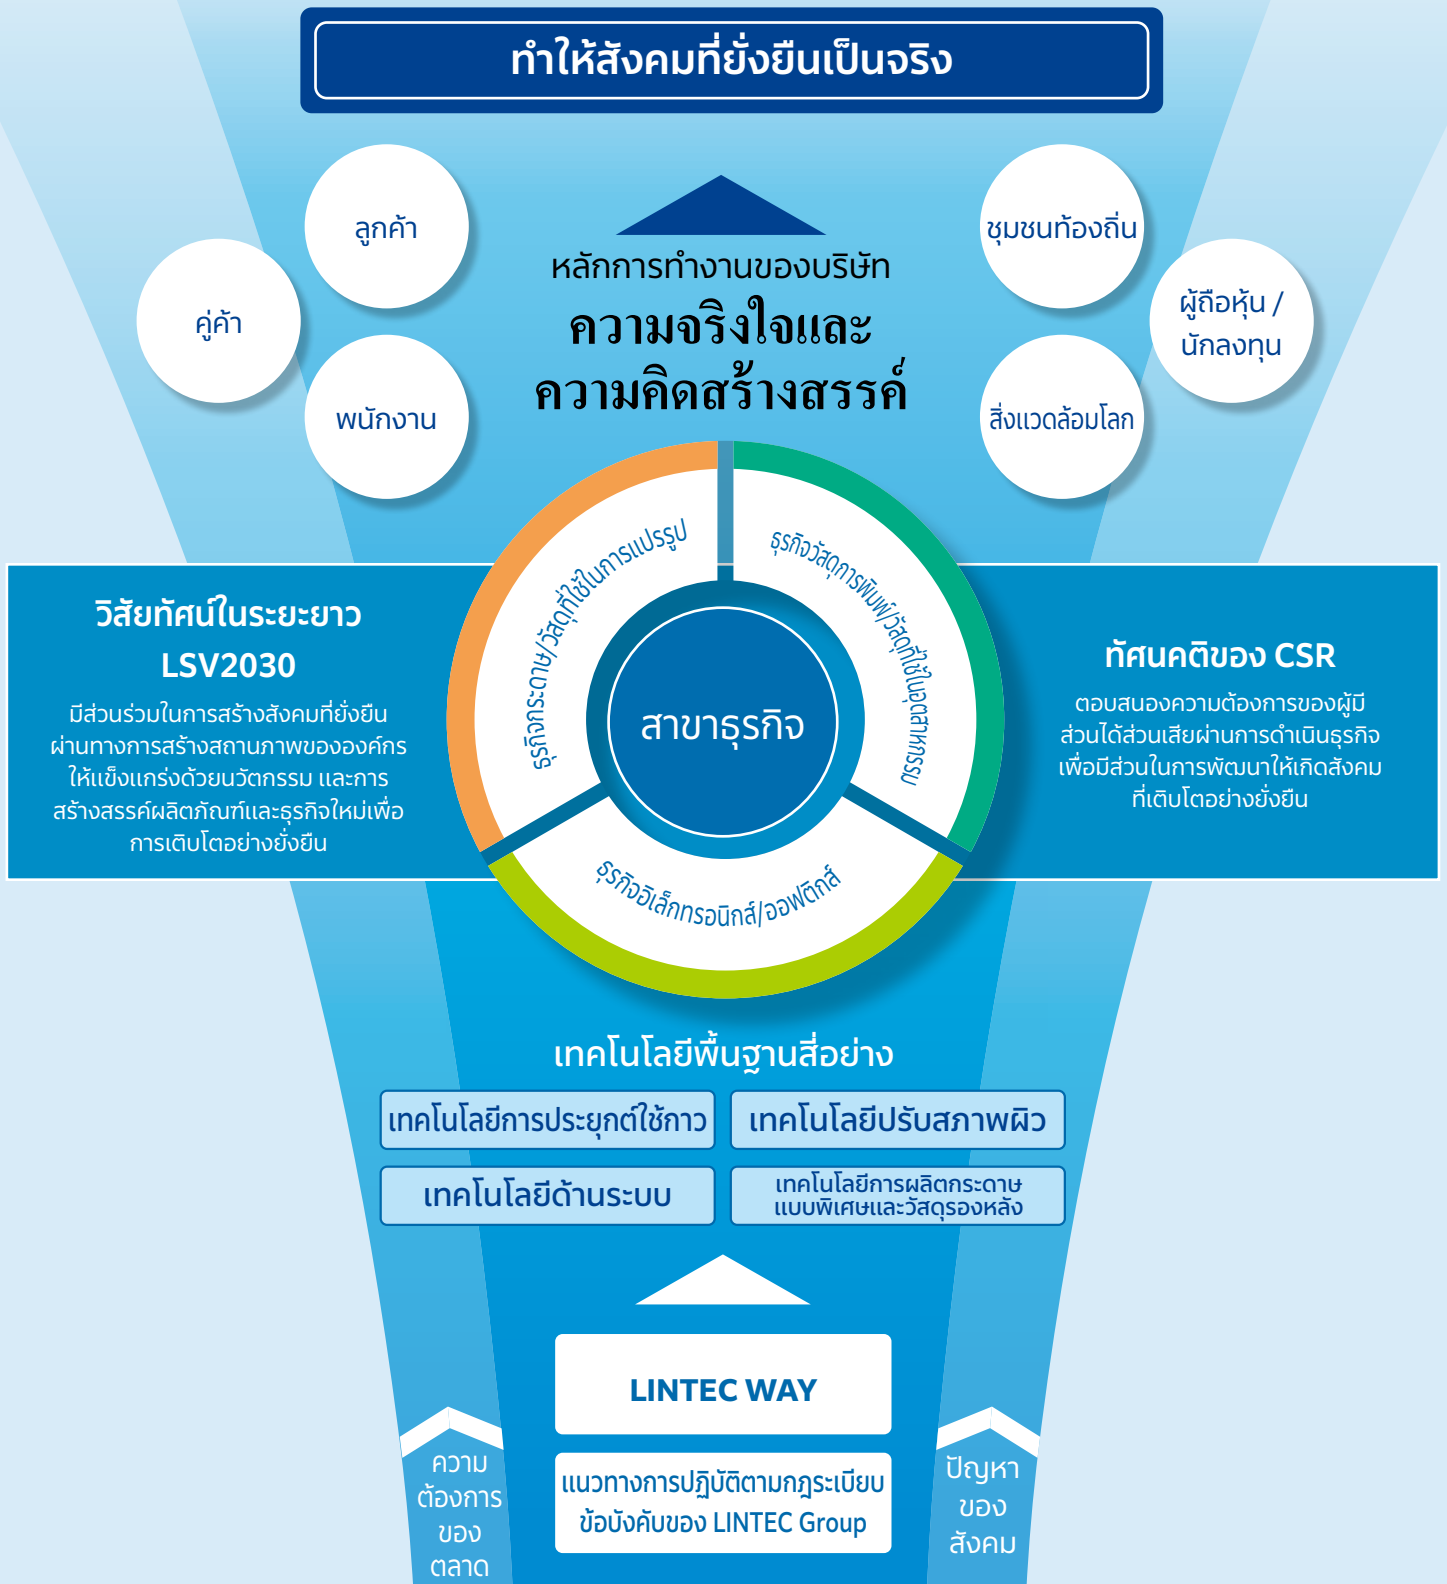 ทำให้สังคมที่ยั่งยืนเป็นจริง
ลูกค้า
คู่ค้า
พนักงาน
หลักการทำงานของบริษัท
ความจริงใจและ
ความคิดสร้างสรรค์
ชุมชนท้องถิ่น
ผู้ถือหุ้น /
นักลงทุน
สิ่งแวดล้อมโลก
วิสัยทัศน์ในระยะยาว
LSV2030
มีส่วนร่วมในการสร้างสังคมที่ยั่งยืน
ผ่านทางการสร้างสถานภาพขององค์กร
ให้แข็งแกร่งด้วยนวัตกรรม และการ
สร้างสรรค์ผลิตภัณฑ์และธุรกิจใหม่เพื่อ
การเติบโตอย่างยั่งยืน
ธุรกิจกระดาษ/วัสดุที่ใช้ในการแปรรูป
ธุรกิจวัสดุการพิมพ์/วัสดุที่ใช้ในอุตสาหกรรม
สาขาธุรกิจ
ธุรกิจอิเล็กทรอนิกส์/ออฟติกส์
ทัศนคติของ CSR
ตอบสนองความต้องการของผู้มี
ส่วนได้ส่วนเสียผ่านการดำเนินธุรกิจ
เพื่อมีส่วนในการพัฒนาให้เกิดสังคม
ที่เติบโตอย่างยั่งยืน
เทคโนโลยีพื้นฐานสี่อย่าง
เทคโนโลยีการประยุกต์ใช้กาว
เทคโนโลยีปรับสภาพผิว
เทคโนโลยีด้านระบบ
เทคโนโลยีการผลิตกระดาษ
แบบพิเศษและวัสดุรองหลัง
LINTEC WAY
แนวทางการปฏิบัติตามกฎระเบียบ
ข้อบังคับของ LINTEC Group
ความ
ต้องการ
ของ
ตลาด
ปัญหา
ของ
สังคม